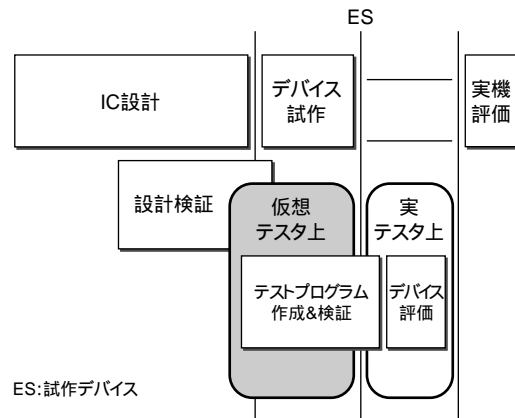 ES
IC設計
デバイス
試作
実機
評価
設計検証
仮想
テスタ上
実
テスタ上
テストプログラム
作成&検証
デバイス
評価
ES:試作デバイス